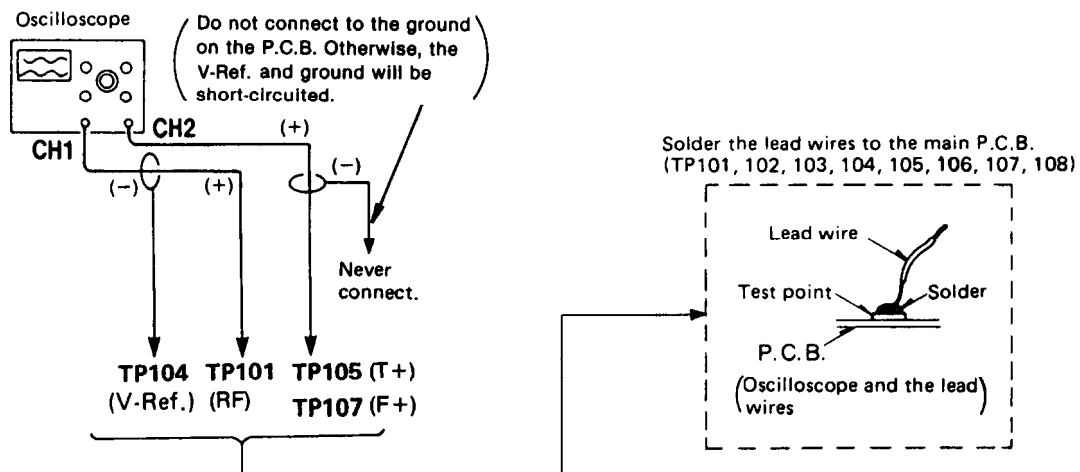 Oscilloscope
Do not connect to the ground
on the P.C.B. Otherwise, the
V-Ref. and ground will be
short-circuited.
CH1
CH2
(+)
(−)
(−)
(+)
Never
connect.
TP104
(V-Ref.)
TP101
(RF)
TP105 (T+)
TP107 (F+)
Solder the lead wires to the main P.C.B.
(TP101, 102, 103, 104, 105, 106, 107, 108)
Lead wire
Test point
Solder
P.C.B.
(Oscilloscope and the lead
wires)